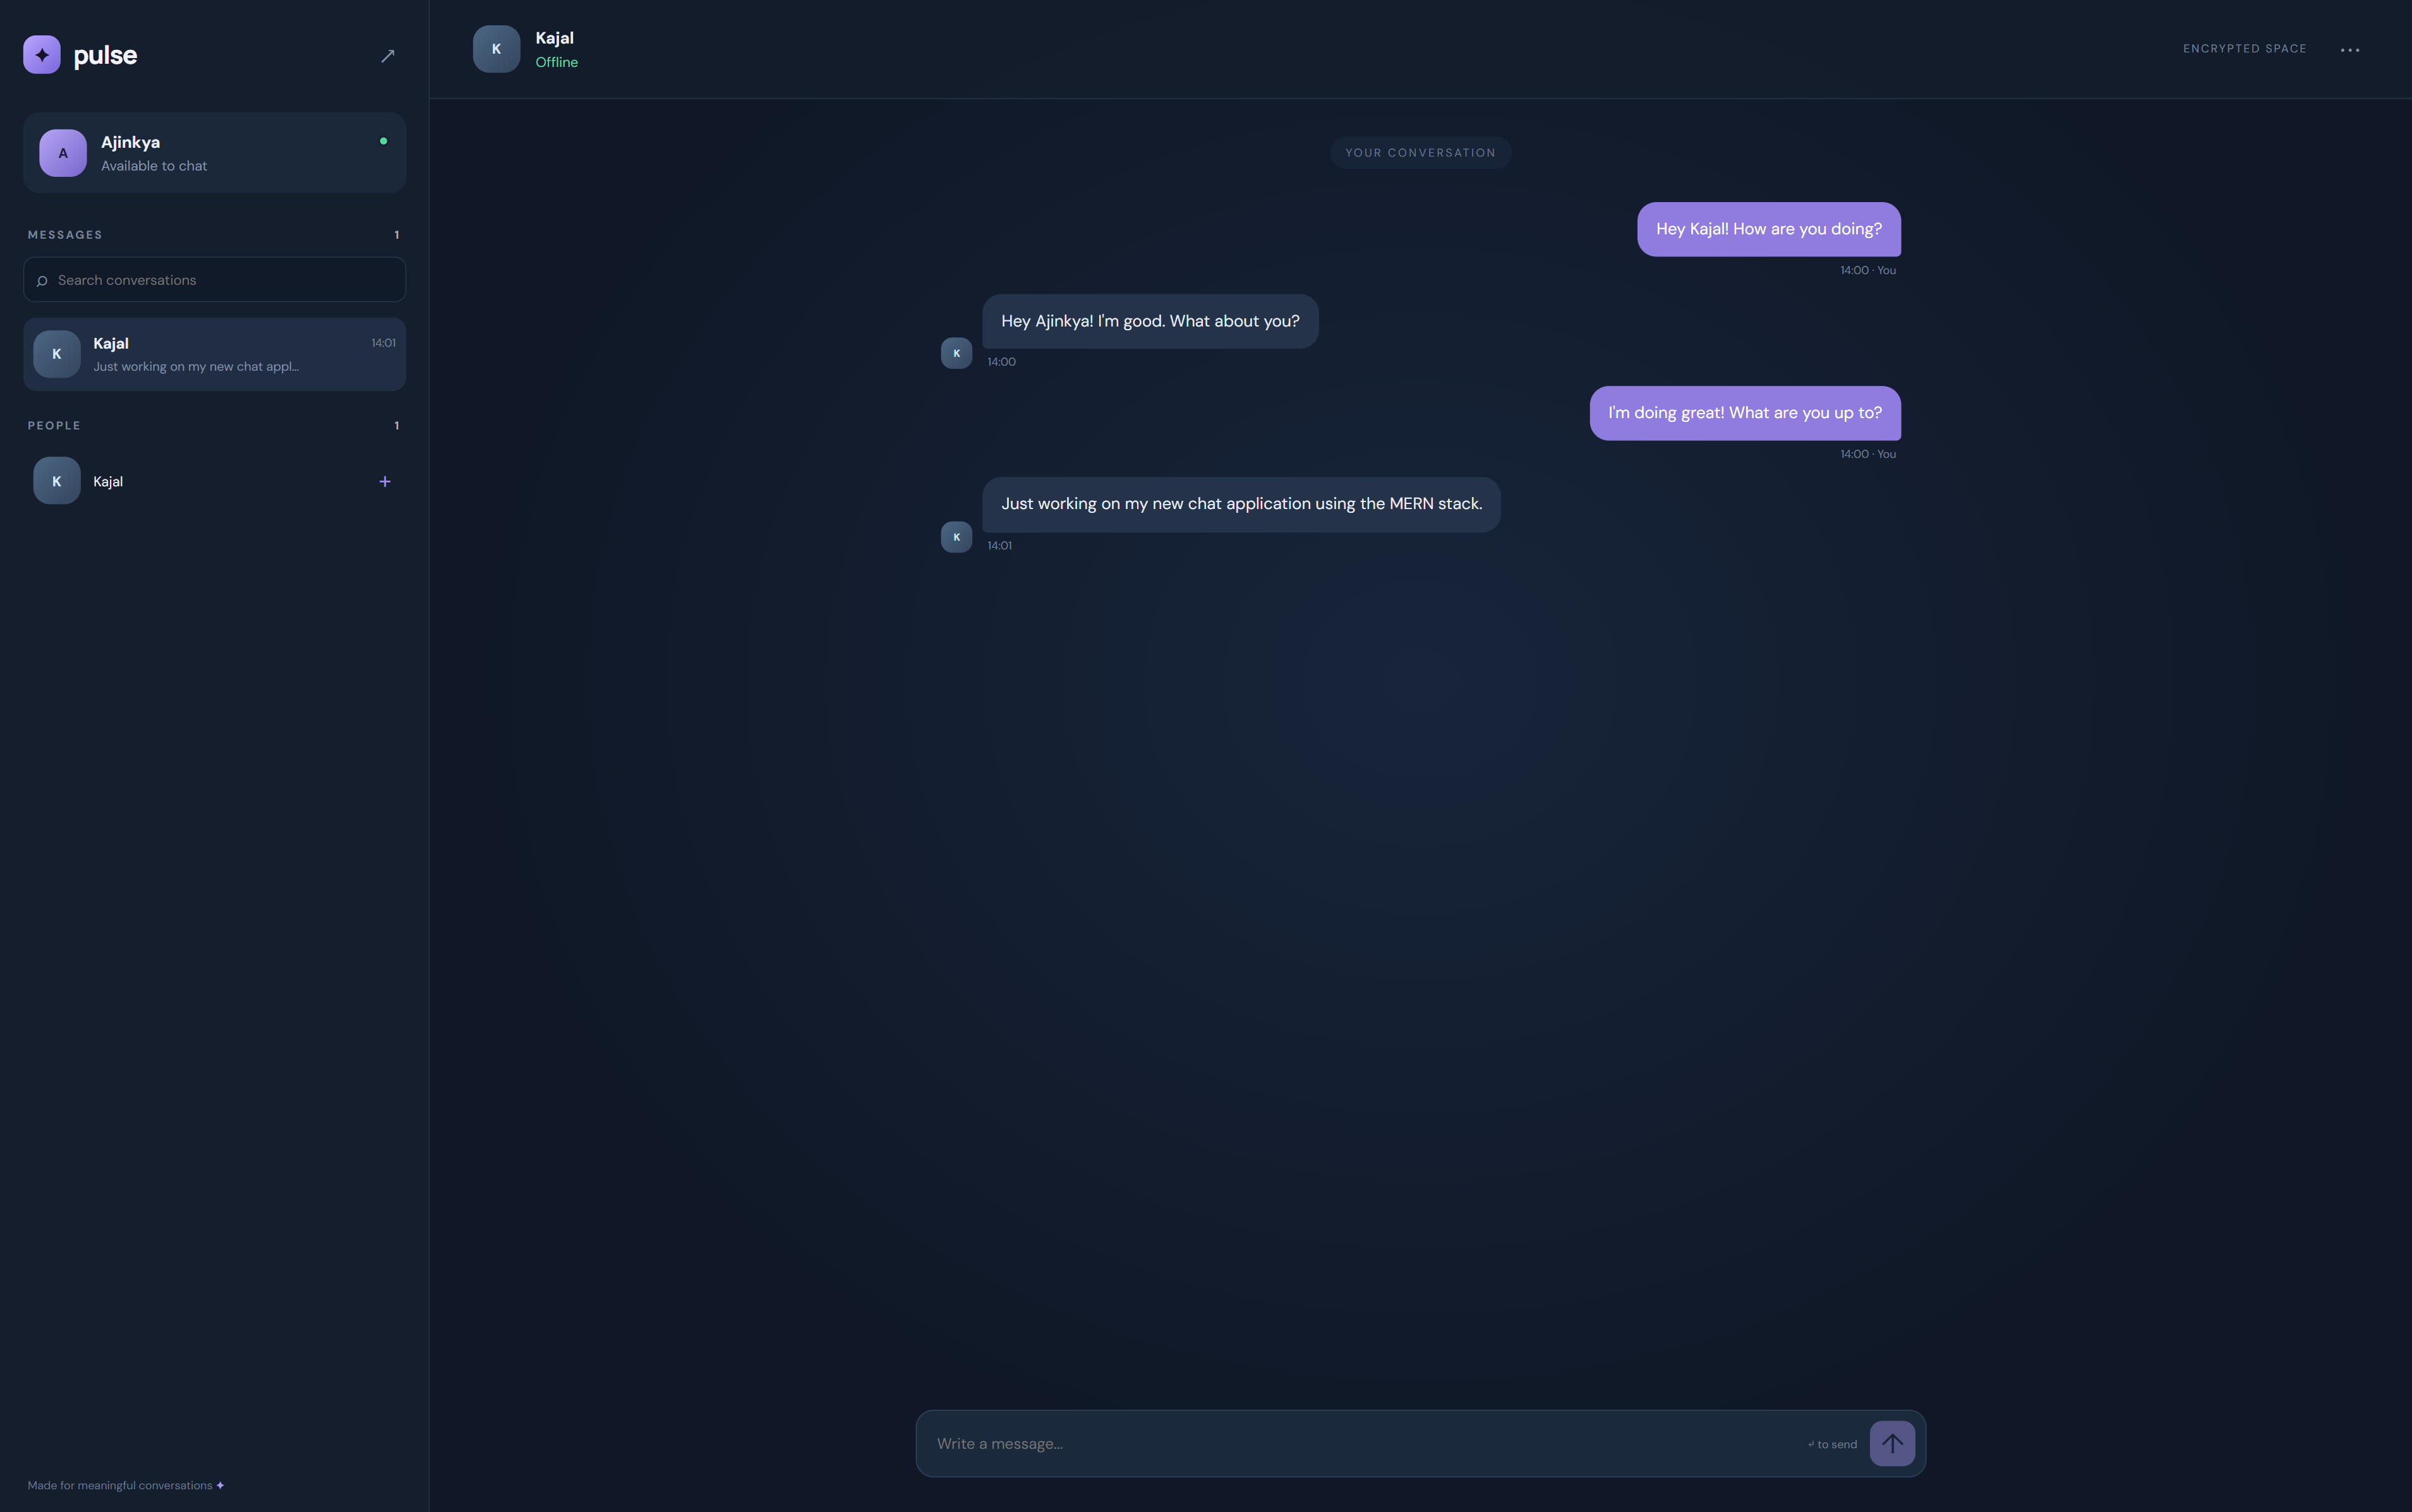 pulse
↗
A
Ajinkya
Available to chat
MESSAGES 1
Search conversations
K
Kajal 14:01
Just working on my new chat appl...
PEOPLE 1
K
Kajal +
Made for meaningful conversations ✦
K
Kajal
Offline
ENCRYPTED SPACE ...
YOUR CONVERSATION
Hey Kajal! How are you doing?
14:00 · You
Hey Ajinkya! I'm good. What about you?
K
14:00
I'm doing great! What are you up to?
14:00 · You
Just working on my new chat application using the MERN stack.
K
14:01
Write a message... ↵ to send ↑